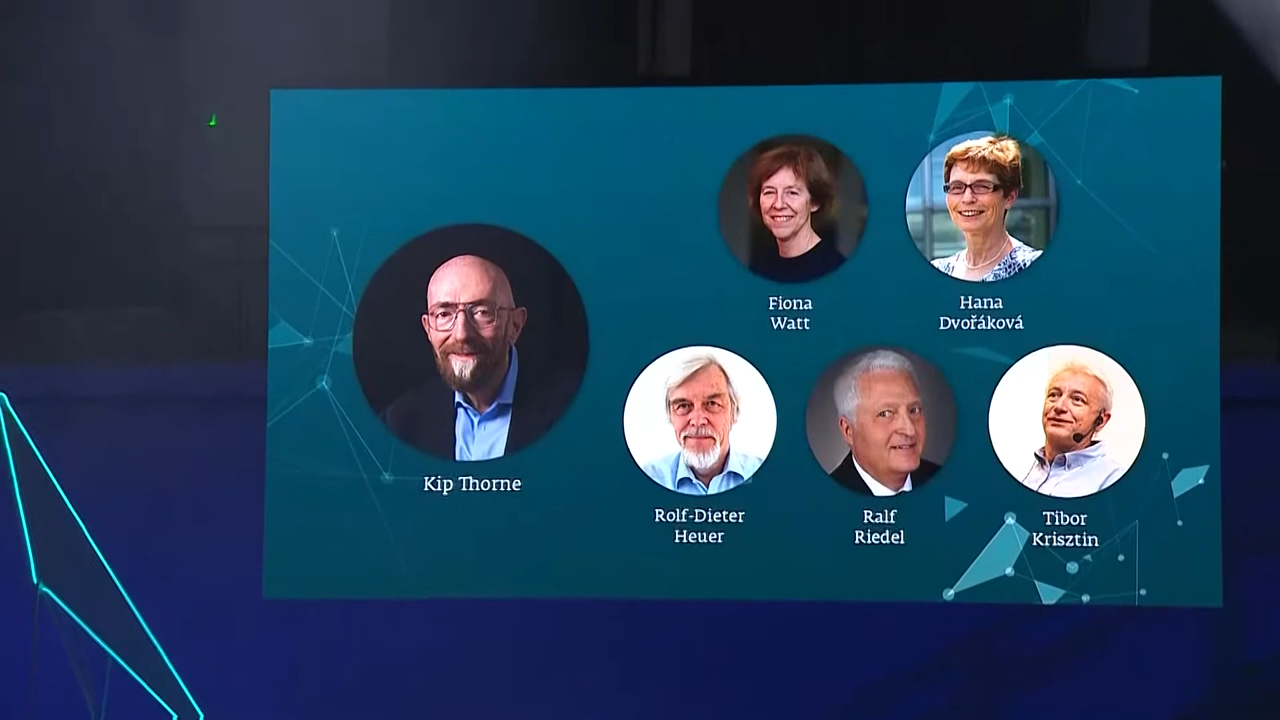 Kip Thorne
Fiona
Watt
Hana
Dvořáková
Rolf-Dieter
Heuer
Ralf
Riedel
Tibor
Krisztin